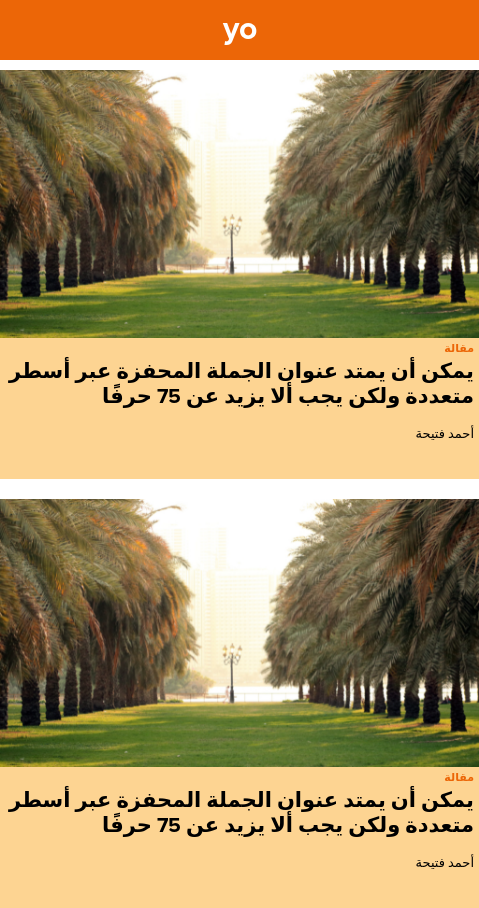 yo
مقالة
يمكن أن يمتد عنوان الجملة المحفزة عبر أسطر
متعددة ولكن يجب ألا يزيد عن 75 حرفًا
أحمد فتيحة
مقالة
يمكن أن يمتد عنوان الجملة المحفزة عبر أسطر
متعددة ولكن يجب ألا يزيد عن 75 حرفًا
أحمد فتيحة